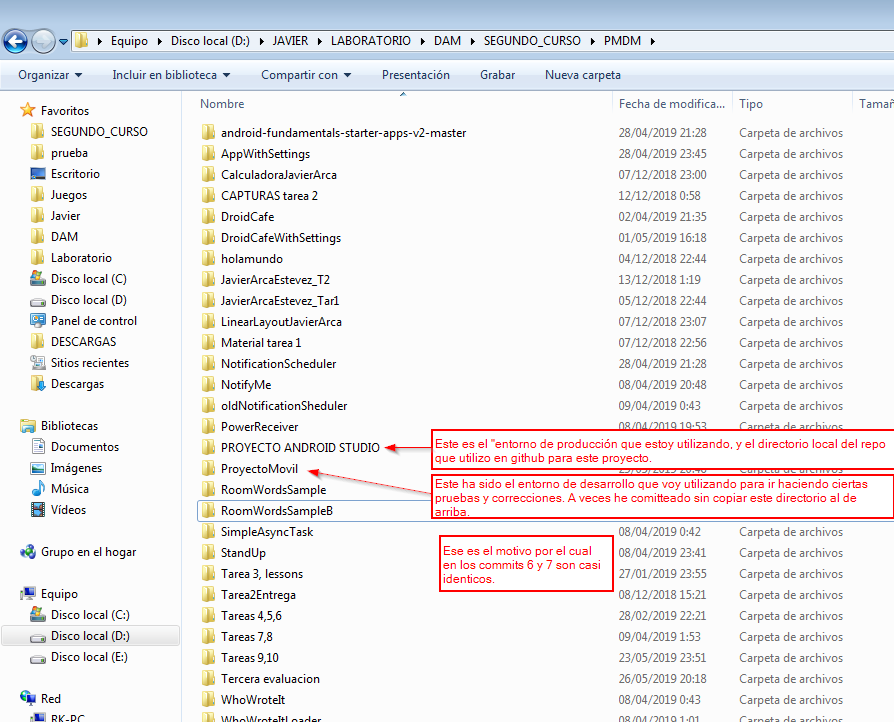 Equipo Disco local (D:) JAVIER LABORATORIO DAM SEGUNDO_CURSO PMDM
Organizar Incluir en biblioteca Compartir con Presentación Grabar Nueva carpeta
Favoritos
SEGUNDO_CURSO
prueba
Escritorio
Juegos
Javier
DAM
Laboratorio
Disco local (C)
Disco local (D)
Panel de control
DESCARGAS
Sitios recientes
Descargas
Bibliotecas
Documentos
Imágenes
Música
Vídeos
Grupo en el hogar
Equipo
Disco local (C:)
Disco local (D:)
Disco local (E:)
Red
RK-PC
Nombre Fecha de modifica... Tipo Tamañ
android-fundamentals-starter-apps-v2-master 28/04/2019 21:28 Carpeta de archivos
AppWithSettings 28/04/2019 23:45 Carpeta de archivos
CalculadoraJavierArca 07/12/2018 23:00 Carpeta de archivos
CAPTURAS tarea 2 12/12/2018 0:58 Carpeta de archivos
DroidCafe 02/04/2019 21:35 Carpeta de archivos
DroidCafeWithSettings 01/05/2019 16:18 Carpeta de archivos
holamundo 04/12/2018 22:44 Carpeta de archivos
JavierArcaEstevez_T2 13/12/2018 1:19 Carpeta de archivos
JavierArcaEstevez_Tar1 05/12/2018 22:44 Carpeta de archivos
LinearLayoutJavierArca 07/12/2018 23:07 Carpeta de archivos
Material tarea 1 07/12/2018 22:56 Carpeta de archivos
NotificationScheduler 28/04/2019 21:28 Carpeta de archivos
NotifyMe 08/04/2019 20:48 Carpeta de archivos
oldNotificationSheduler 09/04/2019 0:43 Carpeta de archivos
PowerReceiver 08/04/2019 19:53 Carpeta de archivos
PROYECTO ANDROID STUDIO
Este es el "entorno de producción que estoy utilizando, y el directorio local del repo
que utilizo en github para este proyecto.
ProyectoMovil
Este ha sido el entorno de desarrollo que voy utilizando para ir haciendo ciertas
pruebas y correcciones. A veces he comitteado sin copiar este directorio al de
arriba.
RoomWordsSample
RoomWordsSampleB
SimpleAsyncTask 08/04/2019 0:42 Carpeta de archivos
StandUp 08/04/2019 23:41 Carpeta de archivos
Tarea 3, lessons 27/01/2019 23:55 Carpeta de archivos
Tarea2Entrega 08/12/2018 15:21 Carpeta de archivos
Ese es el motivo por el cual
en los commits 6 y 7 son casi
identicos.
Tareas 4,5,6 28/02/2019 22:21 Carpeta de archivos
Tareas 7,8 09/04/2019 1:53 Carpeta de archivos
Tareas 9,10 23/05/2019 23:51 Carpeta de archivos
Tercera evaluacion 26/05/2019 20:18 Carpeta de archivos
WhoWroteIt 08/04/2019 0:43 Carpeta de archivos
WhoWroteItLoader 08/04/2019 1:01 Carpeta de archivos